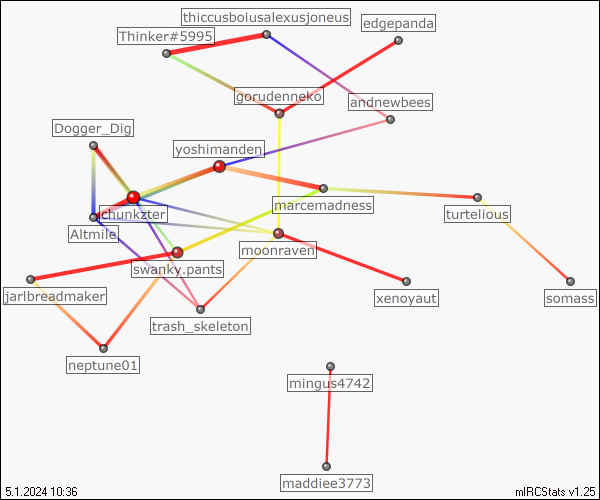 thiccusboiusalexusjoneus
edgepanda
Thinker#5995
gorudenneko
andnewbees
Dogger_Dig
yoshimanden
marcemadness
chunkzter
turtelious
Altmile
moonraven
swanky.pants
jarlbreadmaker
xenoyaut
somass
trash_skeleton
neptune01
mingus4742
maddiee3773
5.1.2024 10:36
mIRCStats v1.25